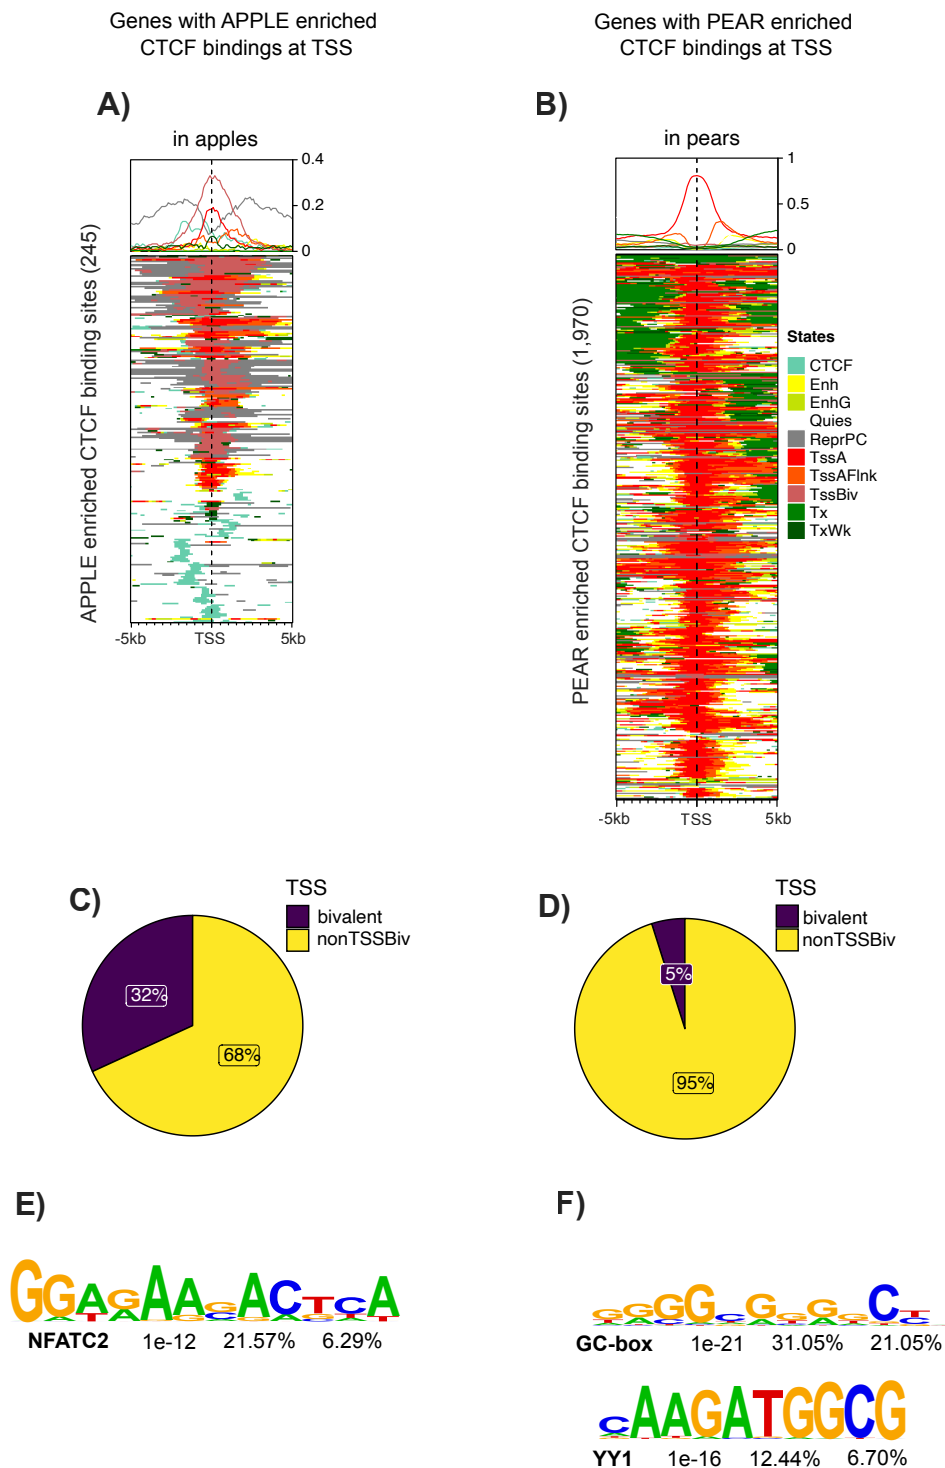 Genes with APPLE enriched
CTCF bindings at TSS
Genes with PEAR enriched
CTCF bindings at TSS
A)
in apples
0.4
0.2
0
APPLE enriched CTCF binding sites (245)
-5kb
TSS
5kb
B)
in pears
1
0.5
0
PEAR enriched CTCF binding sites (1,970)
-5kb
TSS
5kb
States
CTCF
Enh
EnhG
Quies
ReprPC
TssA
TssAFlnk
TssBiv
Tx
TxWk
C)
TSS
bivalent
nonTSSBiv
32%
68%
D)
TSS
bivalent
nonTSSBiv
5%
95%
E)
GGAGAAGACTCA
NFATC2 1e-12 21.57% 6.29%
F)
GC-box 1e-21 31.05% 21.05%
CAAGATGGCG
YY1 1e-16 12.44% 6.70%